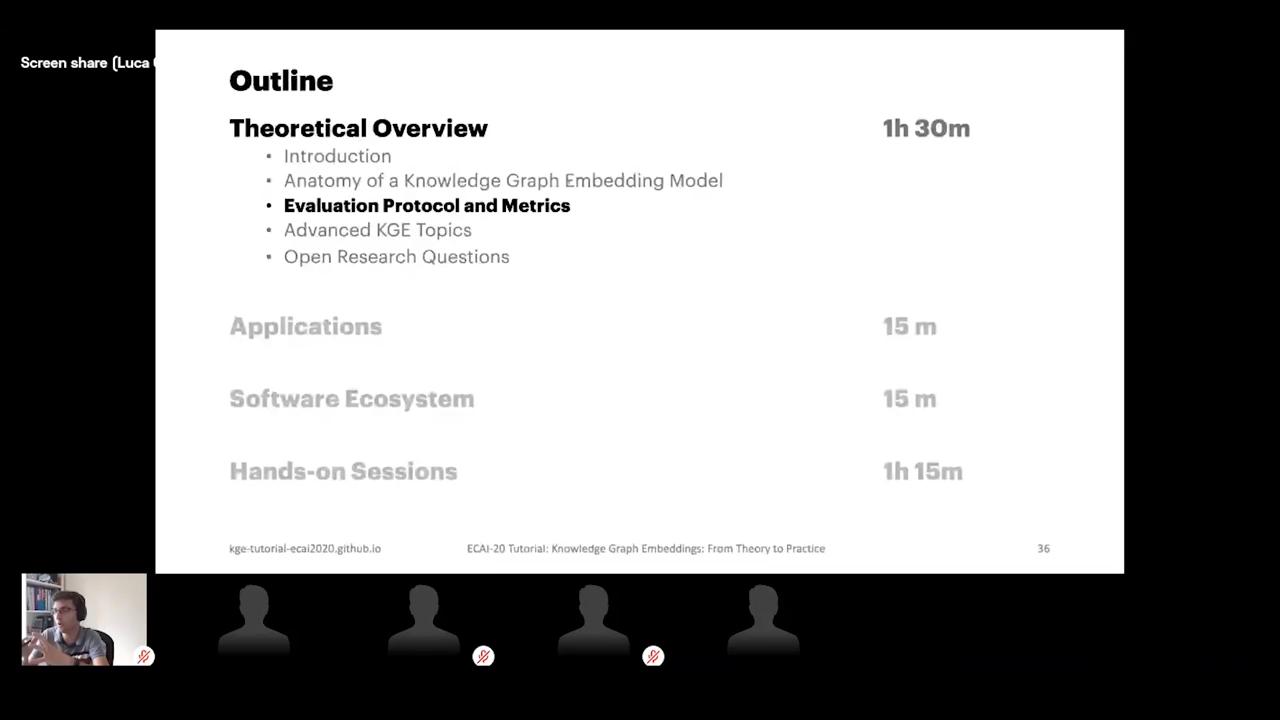 Screen share (Luca
Outline
Theoretical Overview 1h 30m
• Introduction
• Anatomy of a Knowledge Graph Embedding Model
• Evaluation Protocol and Metrics
• Advanced KGE Topics
• Open Research Questions
Applications 15 m
Software Ecosystem 15 m
Hands-on Sessions 1h 15m
kge-tutorial-ecai2020.github.io ECAI-20 Tutorial: Knowledge Graph Embeddings: From Theory to Practice 36